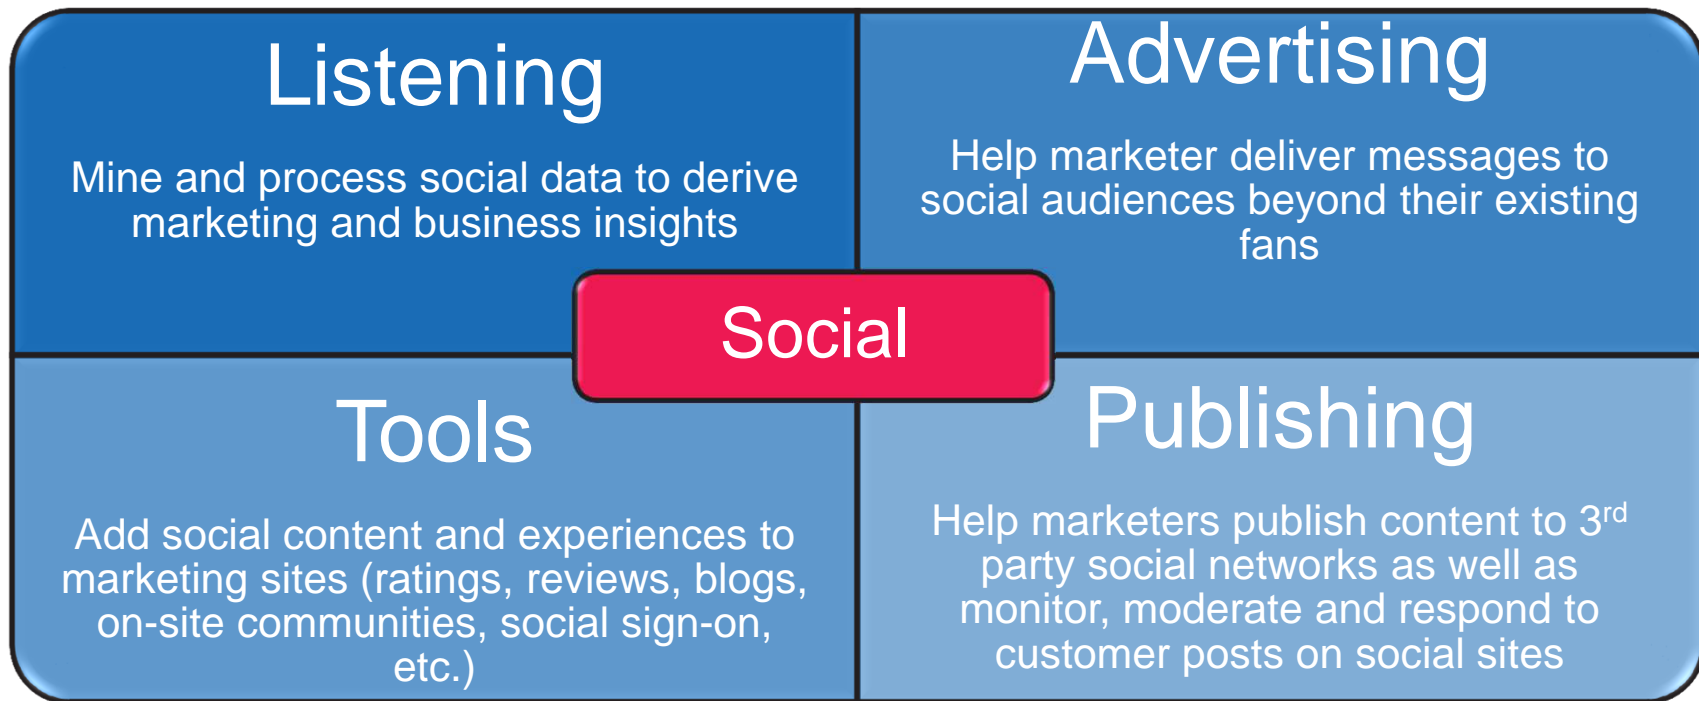 Listening
Mine and process social data to derive
marketing and business insights
Advertising
Help marketer deliver messages to
social audiences beyond their existing
fans
Social
Tools
Add social content and experiences to
marketing sites (ratings, reviews, blogs,
on-site communities, social sign-on,
etc.)
Publishing
Help marketers publish content to 3rd
party social networks as well as
monitor, moderate and respond to
customer posts on social sites